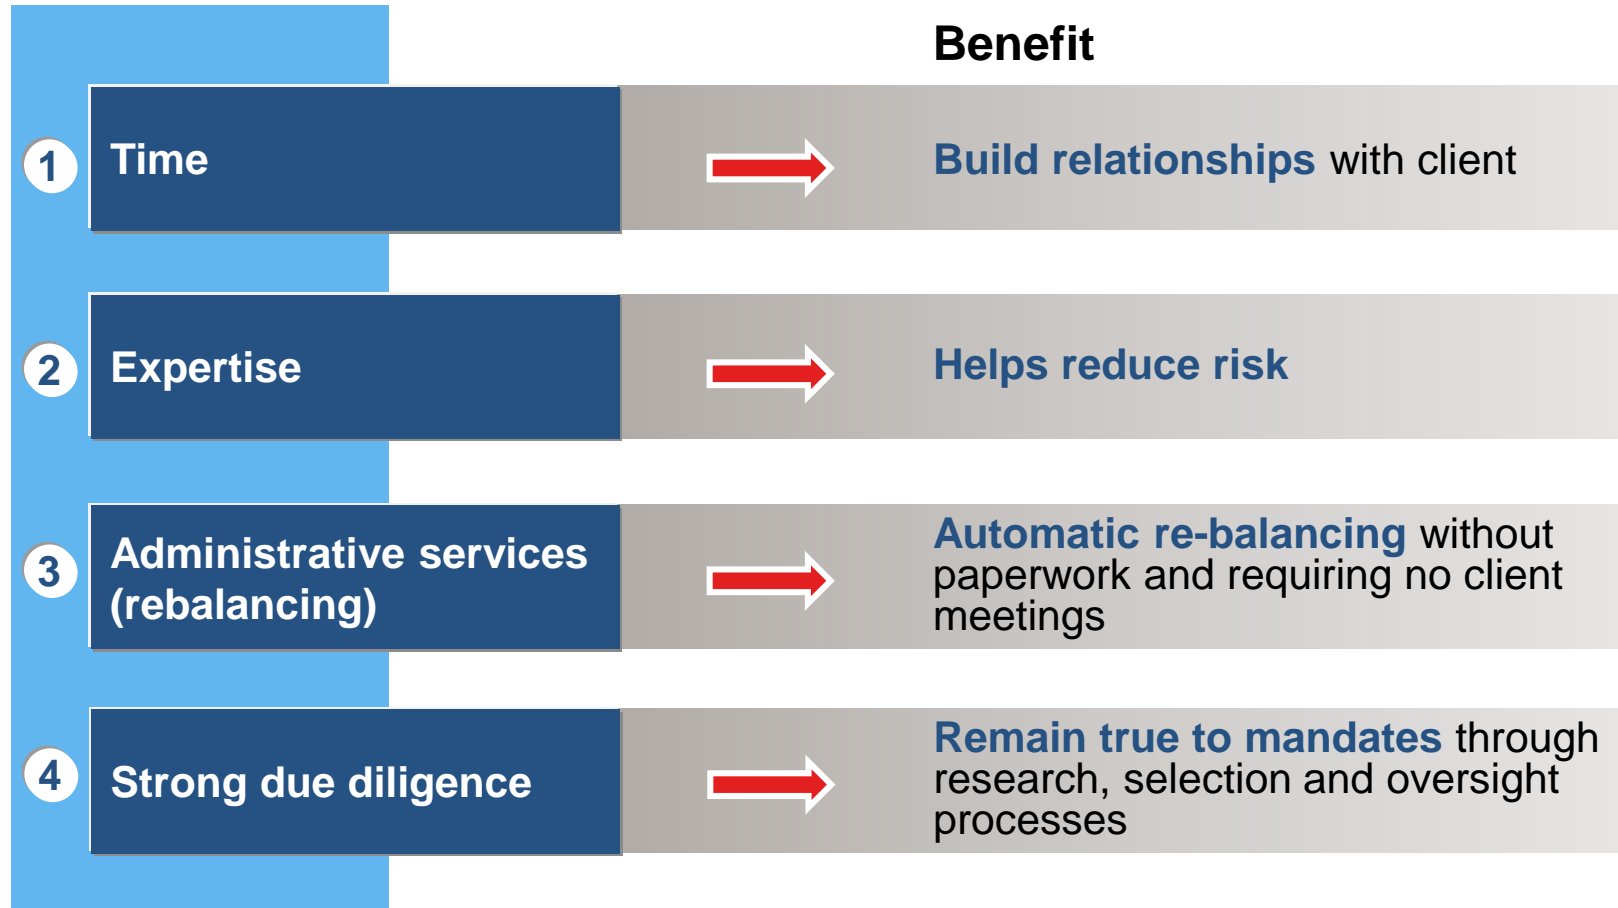 Benefit
1
Time
Build relationships with client
2
Expertise
Helps reduce risk
3
Administrative services
(rebalancing)
Automatic re-balancing without
paperwork and requiring no client
meetings
4
Strong due diligence
Remain true to mandates through
research, selection and oversight
processes